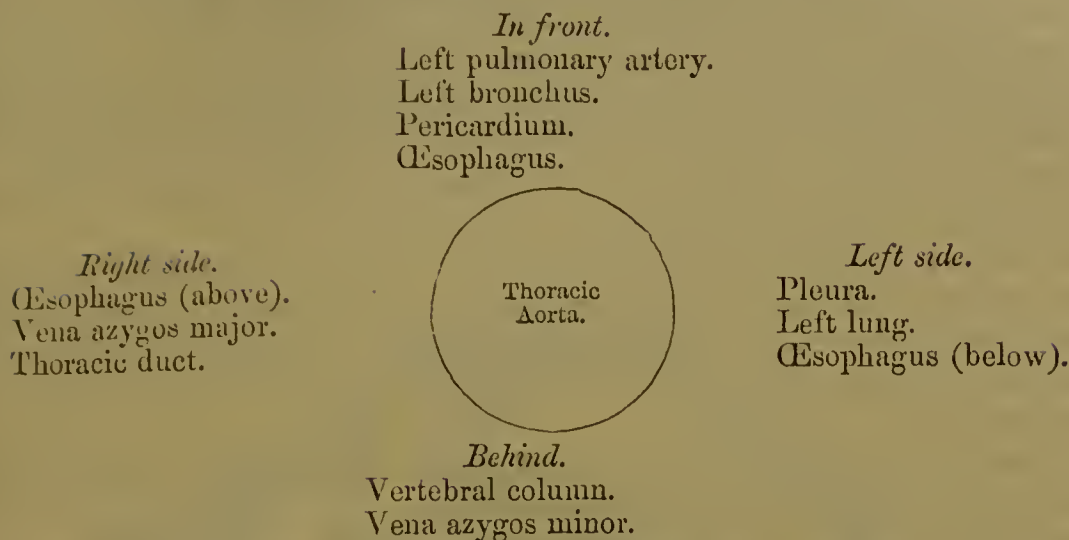 In front.
Left pulmonary artery.
Left bronchus.
Pericardium.
Œsophagus.
Right side.
Œsophagus (above).
Vena azygos major.
Thoracic duct.
Thoracic
Aorta.
Left side.
Pleura.
Left lung.
Œsophagus (below).
Behind.
Vertebral column.
Vena azygos minor.